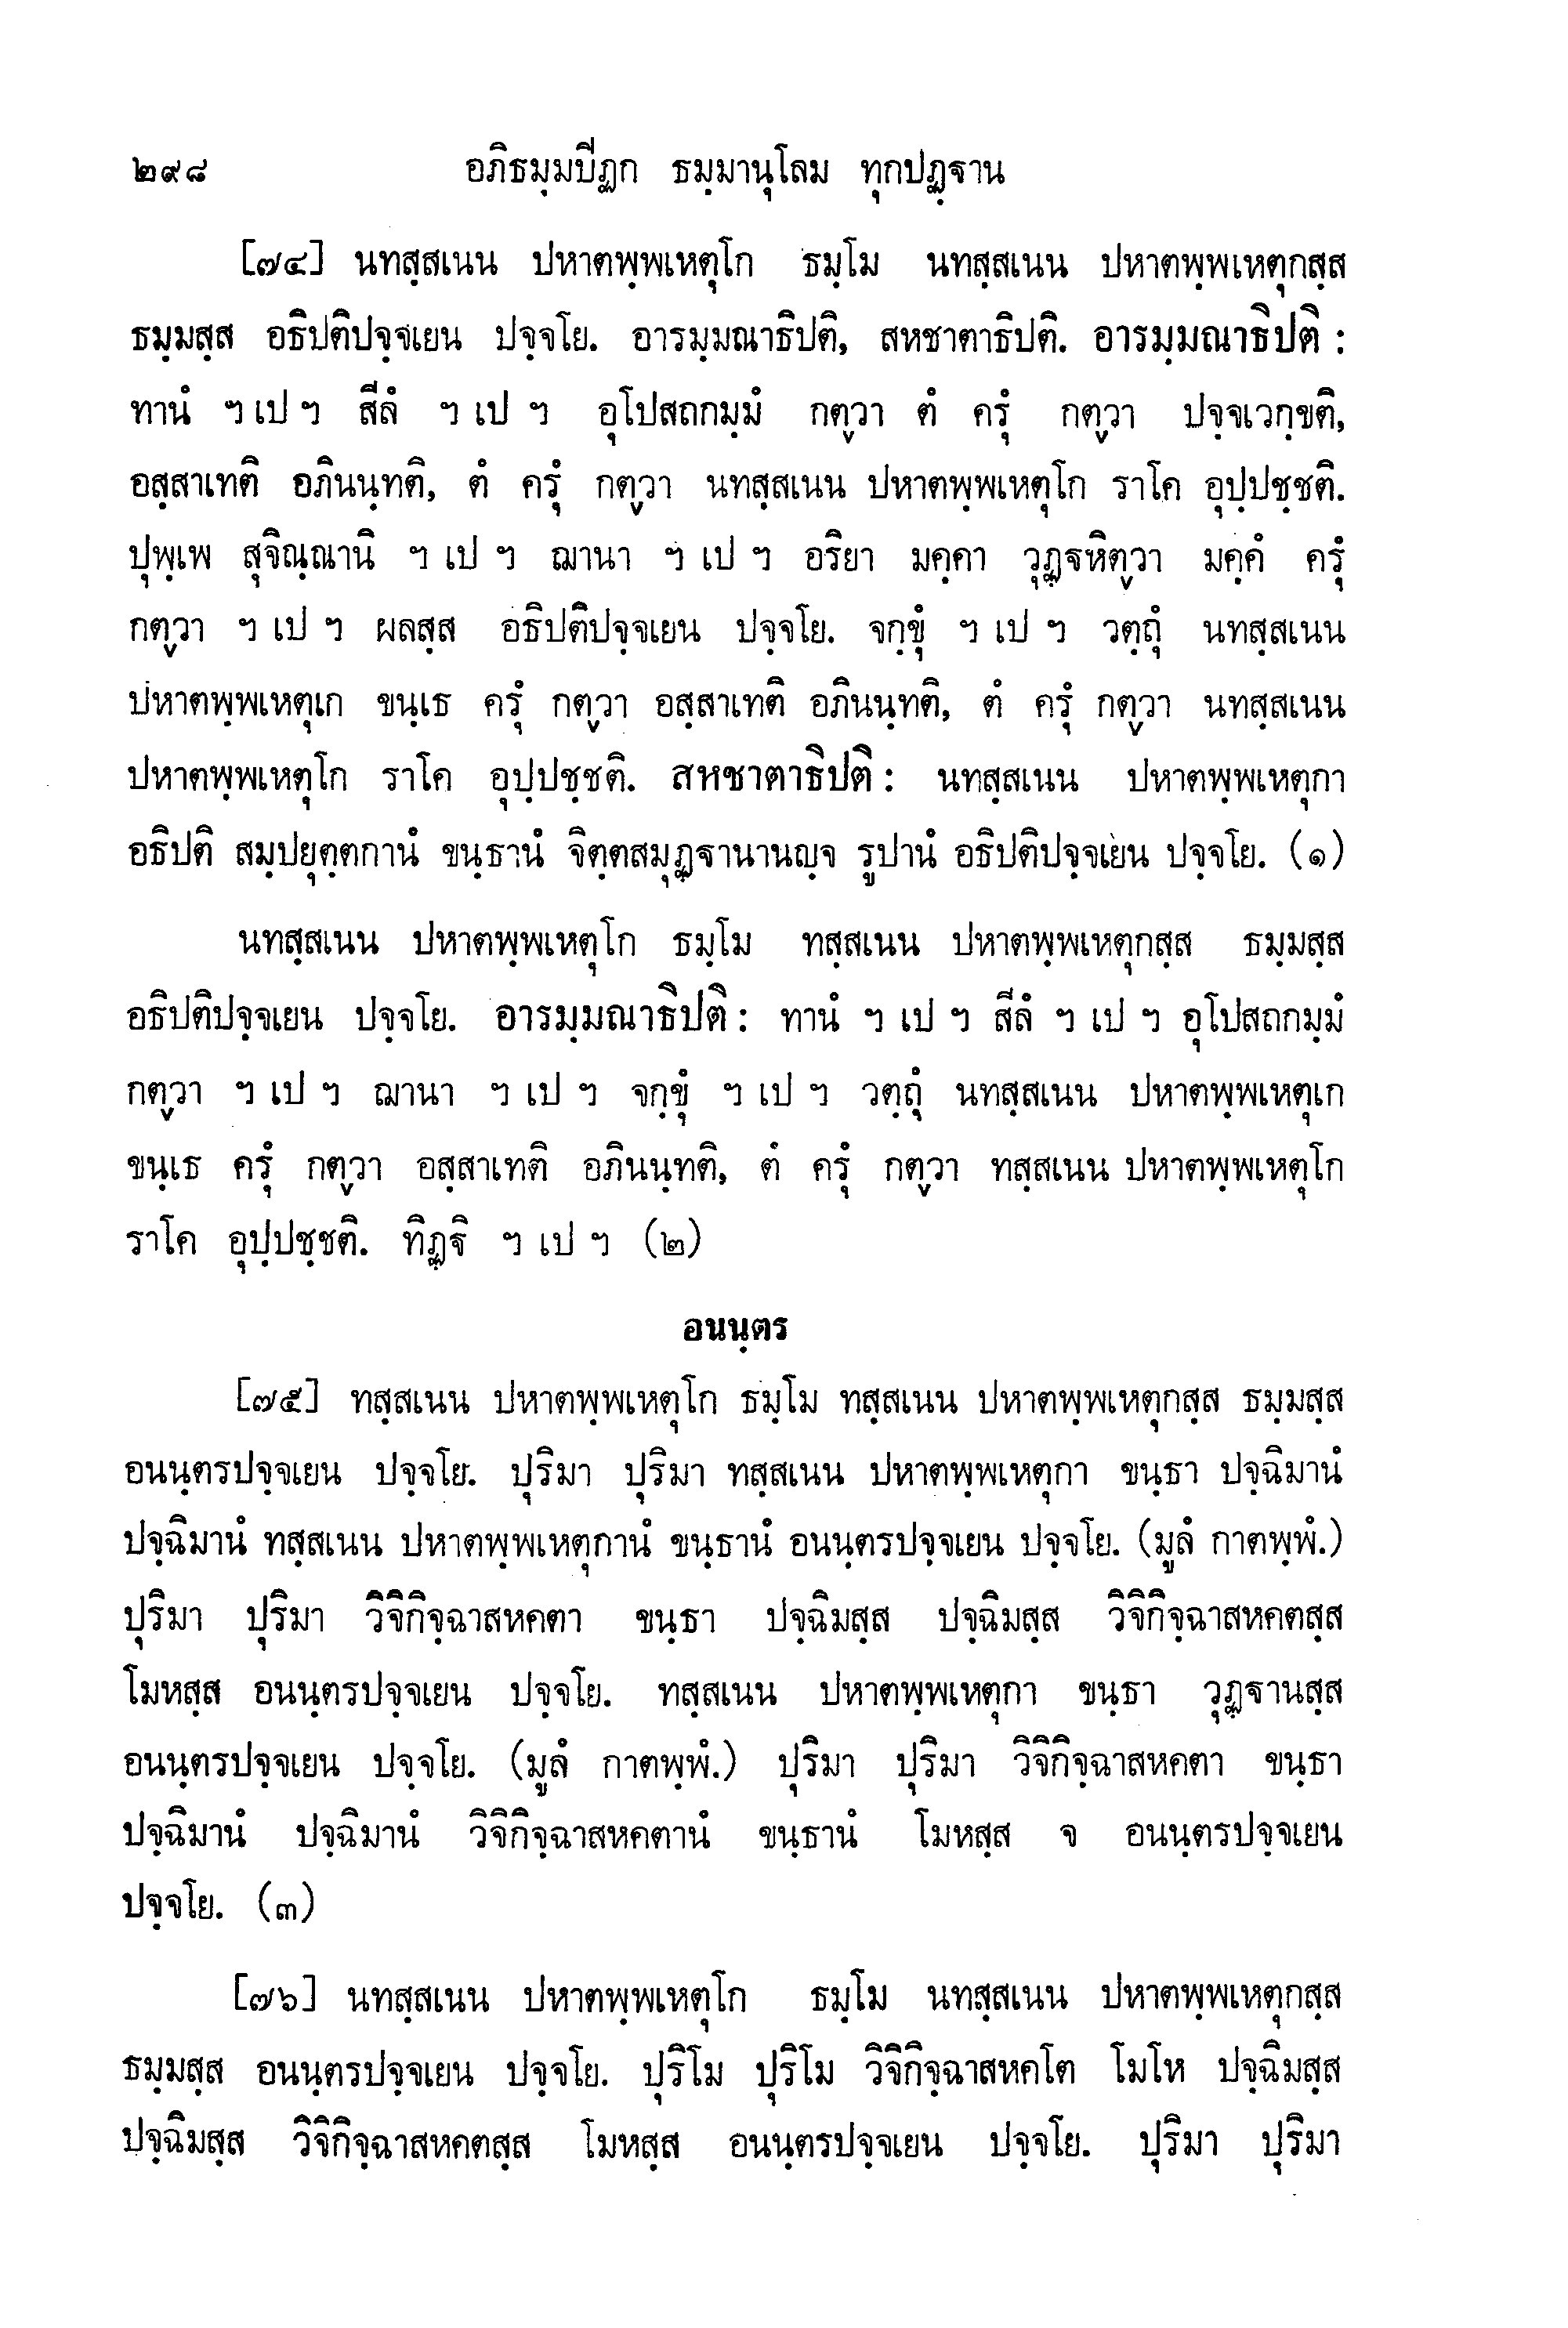 ๒๙๘ อภิธมฺมปีฏก ธมฺมานุโลม ทุกปฏฺฐาน
[๗๔] นทสฺสเนน ปหาตพฺพเหตุโก ธมฺโม นทสฺสเนน ปหาตพฺพเหตุกสฺส
ธมฺมสฺส อธิปติปจฺจเยน ปจฺจโย. อารมฺมณาธิปติ, สหชาตาธิปติ. อารมฺมณาธิปติ :
ทานํ ฯ เป ฯ สีลํ ฯ เป ฯ อุโปสถกมฺมํ กตฺวา ตํ ครุํ กตฺวา ปจฺจเวกฺขติ,
อสฺสาเทติ อภินนฺทติ, ตํ ครุํ กตฺวา นทสฺสเนน ปหาตพฺพเหตุโก ราโค อุปฺปชฺชติ.
ปุพฺเพ สุจิณฺณานิ ฯ เป ฯ ฌานา ฯ เป ฯ อริยา มคฺคา วุฏฺฐหิตฺวา มคฺคํ ครุํ
กตฺวา ฯ เป ฯ ผลสฺส อธิปติปจฺจเยน ปจฺจโย. จกฺขุํ ฯ เป ฯ วตฺถุํ นทสฺสเนน
ปหาตพฺพเหตุเก ขนฺเธ ครุํ กตฺวา อสฺสาเทติ อภินนฺทติ, ตํ ครุํ กตฺวา นทสฺสเนน
ปหาตพฺพเหตุโก ราโค อุปฺปชฺชติ. สหชาตาธิปติ : นทสฺสเนน ปหาตพฺพเหตุกา
อธิปติ สมฺปยุตฺตกานํ ขนฺธานํ จิตฺตสมุฏฺฐานานญฺจ รูปานํ อธิปติปจฺจเยน ปจฺจโย. (๑)
นทสฺสเนน ปหาตพฺพเหตุโก ธมฺโม ทสฺสเนน ปหาตพฺพเหตุกสฺส ธมฺมสฺส
อธิปติปจฺจเยน ปจฺจโย. อารมฺมณาธิปติ : ทานํ ฯ เป ฯ สีลํ ฯ เป ฯ อุโปสถกมฺมํ
กตฺวา ฯ เป ฯ ฌานา ฯ เป ฯ จกฺขุํ ฯ เป ฯ วตฺถุํ นทสฺสเนน ปหาตพฺพเหตุเก
ขนฺเธ ครุํ กตฺวา อสฺสาเทติ อภินนฺทติ, ตํ ครุํ กตฺวา ทสฺสเนน ปหาตพฺพเหตุโก
ราโค อุปฺปชฺชติ. ทิฏฺฐิ ฯ เป ฯ (๒)
อนนฺตร
[๗๕] ทสฺสเนน ปหาตพฺพเหตุโก ธมฺโม ทสฺสเนน ปหาตพฺพเหตุกสฺส ธมฺมสฺส
อนนฺตรปจฺจเยน ปจฺจโย. ปุริมา ปุริมา ทสฺสเนน ปหาตพฺพเหตุกา ขนฺธา ปจฺฉิมานํ
ปจฺฉิมานํ ทสฺสเนน ปหาตพฺพเหตุกานํ ขนฺธานํ อนนฺตรปจฺจเยน ปจฺจโย. (มูลํ กาตพฺพํ.)
ปุริมา ปุริมา วิจิกิจฺฉาสหคตา ขนฺธา ปจฺฉิมสฺส ปจฺฉิมสฺส วิจิกิจฺฉาสหคตสฺส
โมหสฺส อนนฺตรปจฺจเยน ปจฺจโย. ทสฺสเนน ปหาตพฺพเหตุกา ขนฺธา วุฏฺฐานสฺส
อนนฺตรปจฺจเยน ปจฺจโย. (มูลํ กาตพฺพํ.) ปุริมา ปุริมา วิจิกิจฺฉาสหคตา ขนฺธา
ปจฺฉิมานํ ปจฺฉิมานํ วิจิกิจฺฉาสหคตานํ ขนฺธานํ โมหสฺส จ อนนฺตรปจฺจเยน
ปจฺจโย. (๓)
[๗๖] นทสฺสเนน ปหาตพฺพเหตุโก ธมฺโม นทสฺสเนน ปหาตพฺพเหตุกสฺส
ธมฺมสฺส อนนฺตรปจฺจเยน ปจฺจโย. ปุริโม ปุริโม วิจิกิจฺฉาสหคโต โมโห ปจฺฉิมสฺส
ปจฺฉิมสฺส วิจิกิจฺฉาสหคตสฺส โมหสฺส อนนฺตรปจฺจเยน ปจฺจโย. ปุริมา ปุริมา